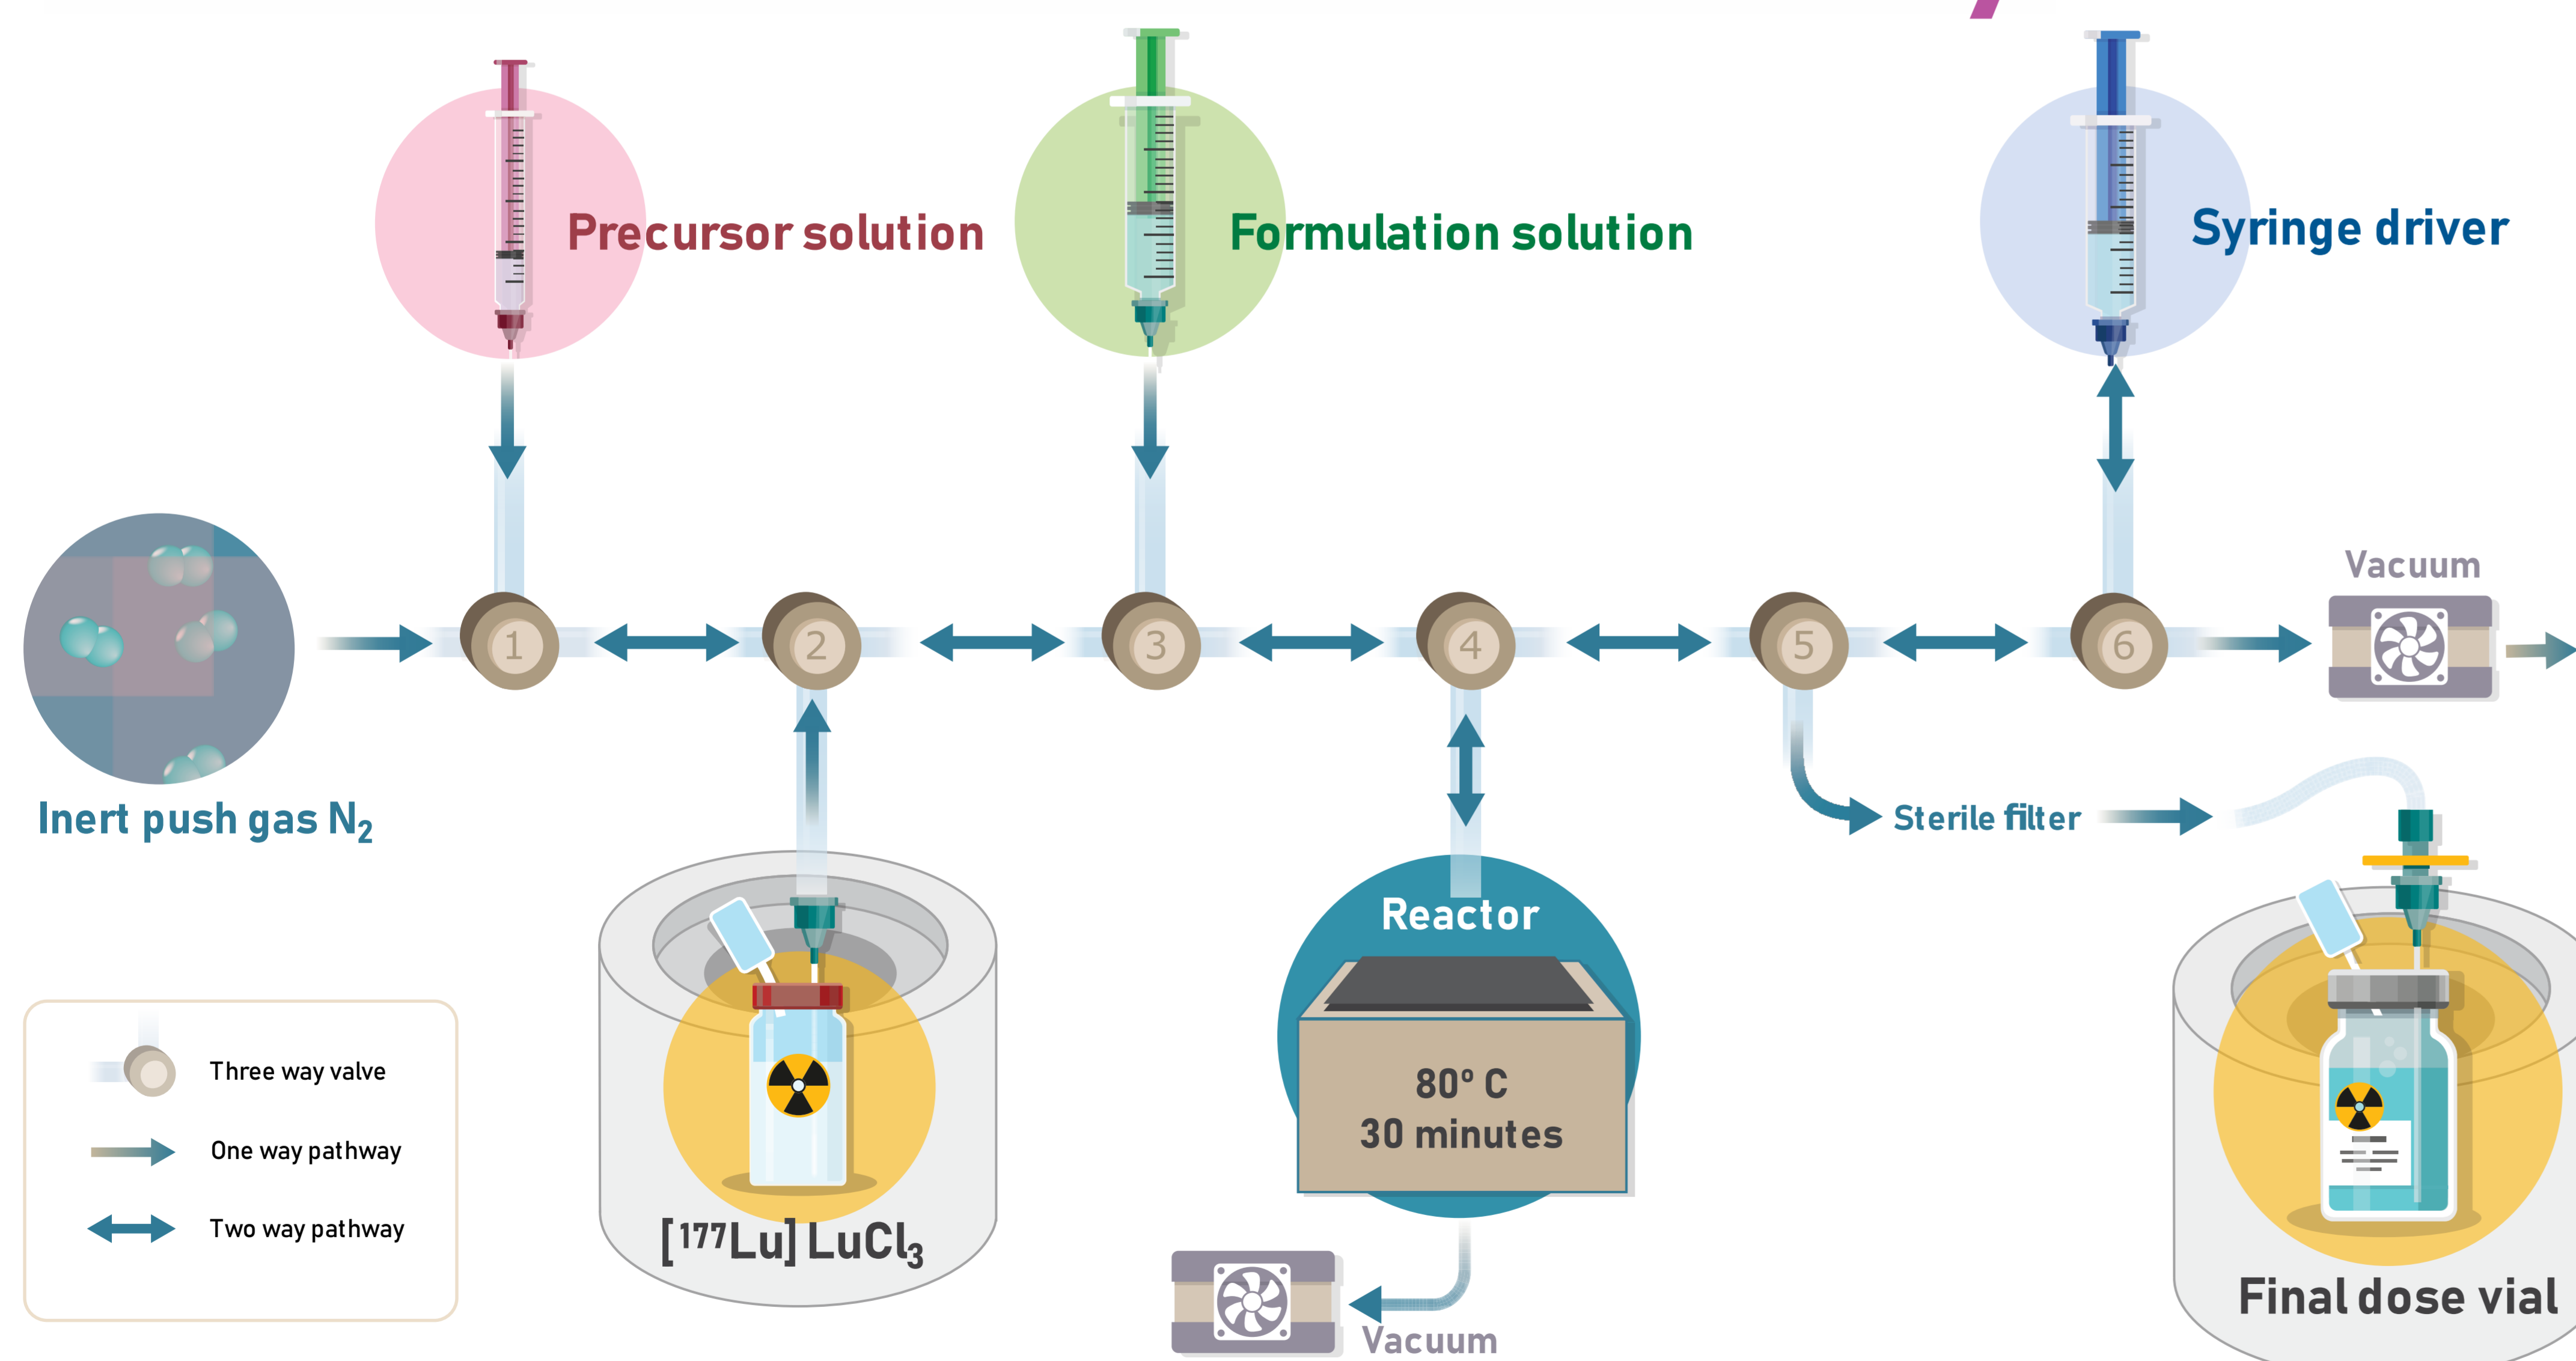 Precursor solution
Formulation solution
Syringe driver
Vacuum
1
2
3
4
5
6
Inert push gas N₂
Sterile filter
Reactor
80º C
30 minutes
[¹⁷⁷Lu] LuCl₃
Vacuum
Final dose vial
Three way valve
One way pathway
Two way pathway